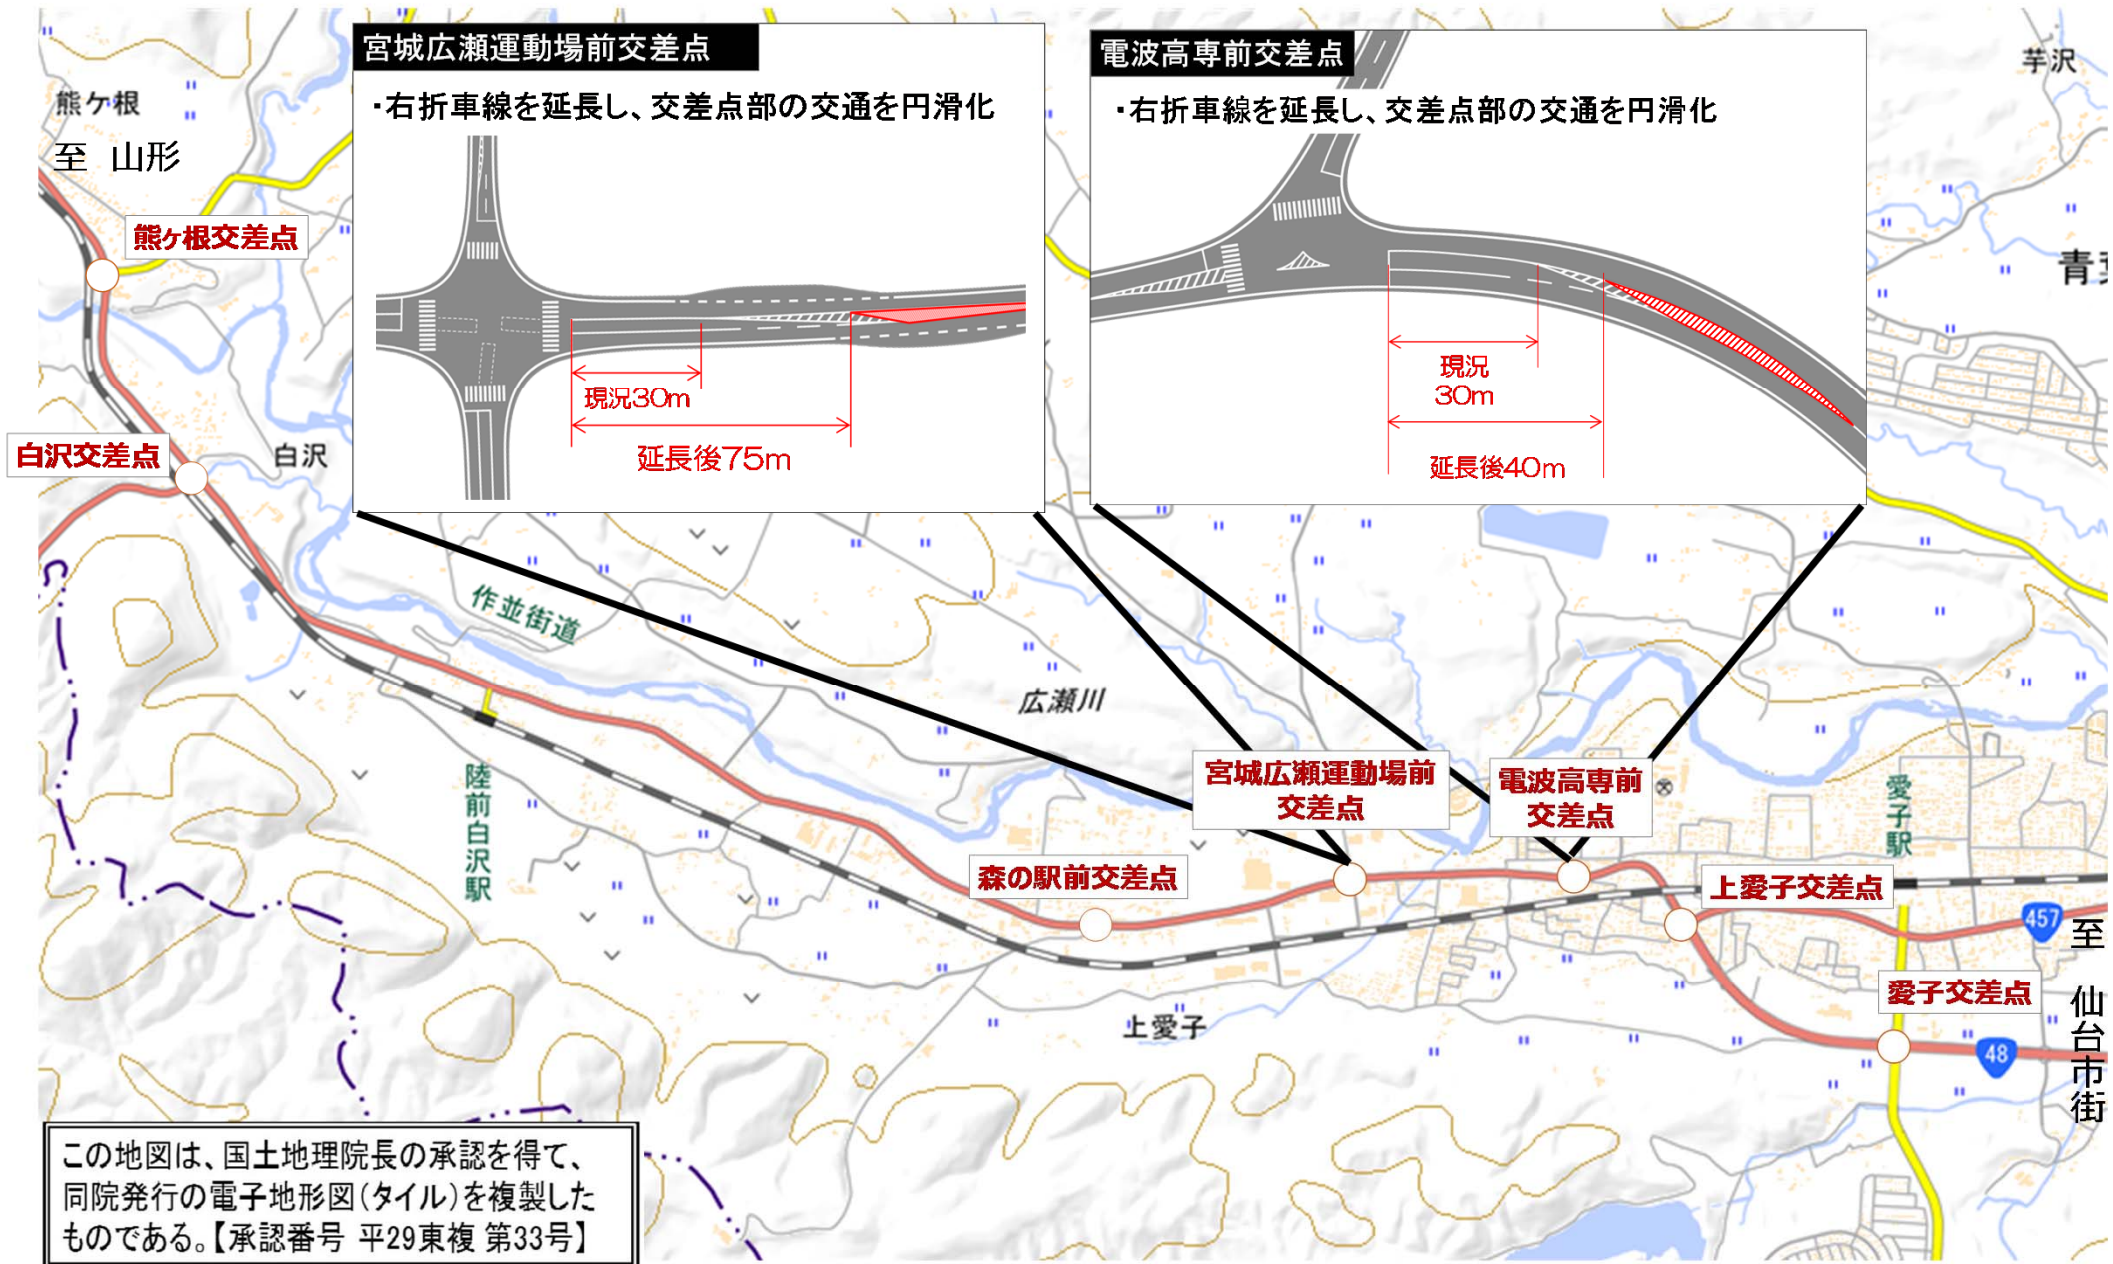 宮城広瀬運動場前交差点
・右折車線を延長し、交差点部の交通を円滑化
現況30m
延長後75m
電波高専前交差点
・右折車線を延長し、交差点部の交通を円滑化
現況
30m
延長後40m
芋沢
熊ケ根
至 山形
熊ヶ根交差点
白沢交差点
白沢
作並街道
広瀬川
陸前白沢駅
宮城広瀬運動場前
交差点
電波高専前
交差点
愛子駅
森の駅前交差点
上愛子交差点
457
至 仙台市街
愛子交差点
48
上愛子
この地図は、国土地理院長の承認を得て、
同院発行の電子地形図(タイル)を複製した
ものである。【承認番号 平29東複 第33号】